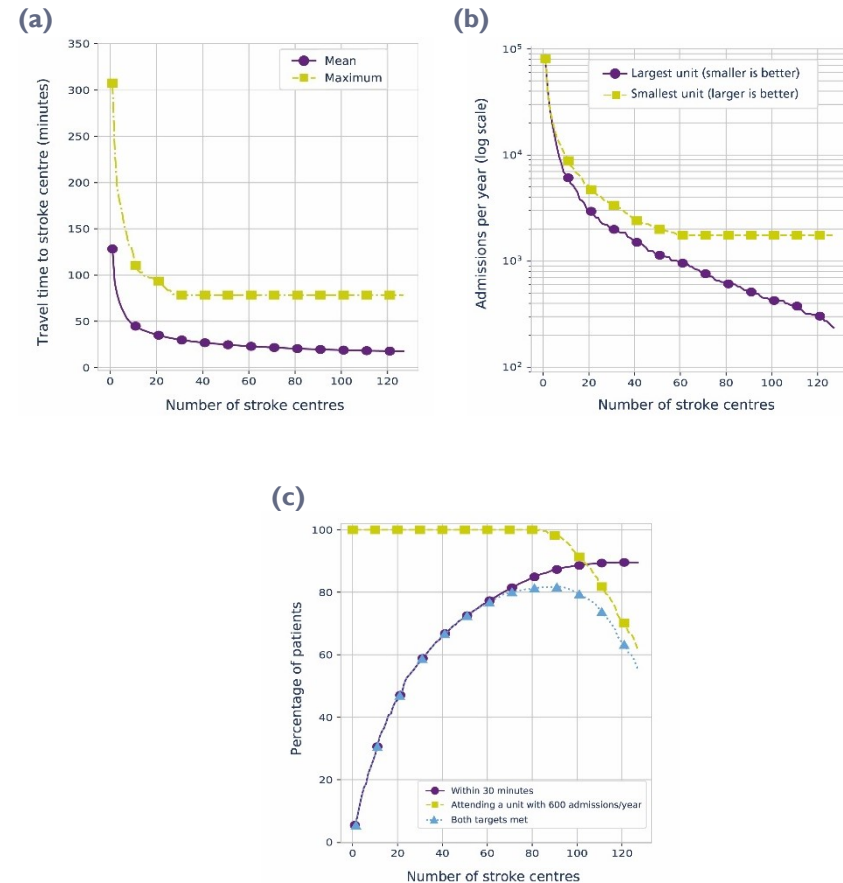 (a)
350
300
250
200
150
100
50
0
Travel time to stroke centre (minutes)
Mean
Maximum
0 20 40 60 80 100 120
Number of stroke centres
(b)
10⁵
10⁴
10³
10²
Admissions per year (log scale)
Largest unit (smaller is better)
Smallest unit (larger is better)
0 20 40 60 80 100 120
Number of stroke centres
(c)
100
80
60
40
20
0
Percentage of patients
Within 30 minutes
Attending a unit with 600 admissions/year
Both targets met
0 20 40 60 80 100 120
Number of stroke centres